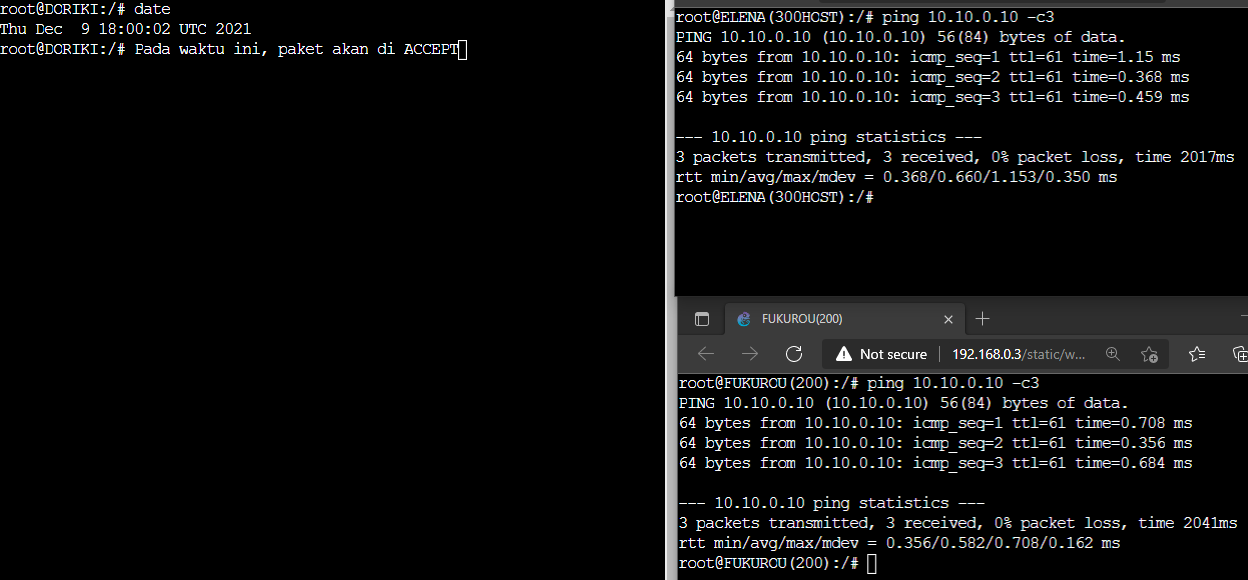 root@DORIKI:/# date
Thu Dec  9 18:00:02 UTC 2021
root@DORIKI:/# Pada waktu ini, paket akan di ACCEPT
root@ELENA(300HOST):/# ping 10.10.0.10 -c3
PING 10.10.0.10 (10.10.0.10) 56(84) bytes of data.
64 bytes from 10.10.0.10: icmp_seq=1 ttl=61 time=1.15 ms
64 bytes from 10.10.0.10: icmp_seq=2 ttl=61 time=0.368 ms
64 bytes from 10.10.0.10: icmp_seq=3 ttl=61 time=0.459 ms
--- 10.10.0.10 ping statistics ---
3 packets transmitted, 3 received, 0% packet loss, time 2017ms
rtt min/avg/max/mdev = 0.368/0.660/1.153/0.350 ms
root@ELENA(300HOST):/#
FUKUROU(200)
Not secure
192.168.0.3/static/w...
root@FUKUROU(200):/# ping 10.10.0.10 -c3
PING 10.10.0.10 (10.10.0.10) 56(84) bytes of data.
64 bytes from 10.10.0.10: icmp_seq=1 ttl=61 time=0.708 ms
64 bytes from 10.10.0.10: icmp_seq=2 ttl=61 time=0.356 ms
64 bytes from 10.10.0.10: icmp_seq=3 ttl=61 time=0.684 ms
--- 10.10.0.10 ping statistics ---
3 packets transmitted, 3 received, 0% packet loss, time 2041ms
rtt min/avg/max/mdev = 0.356/0.582/0.708/0.162 ms
root@FUKUROU(200):/#